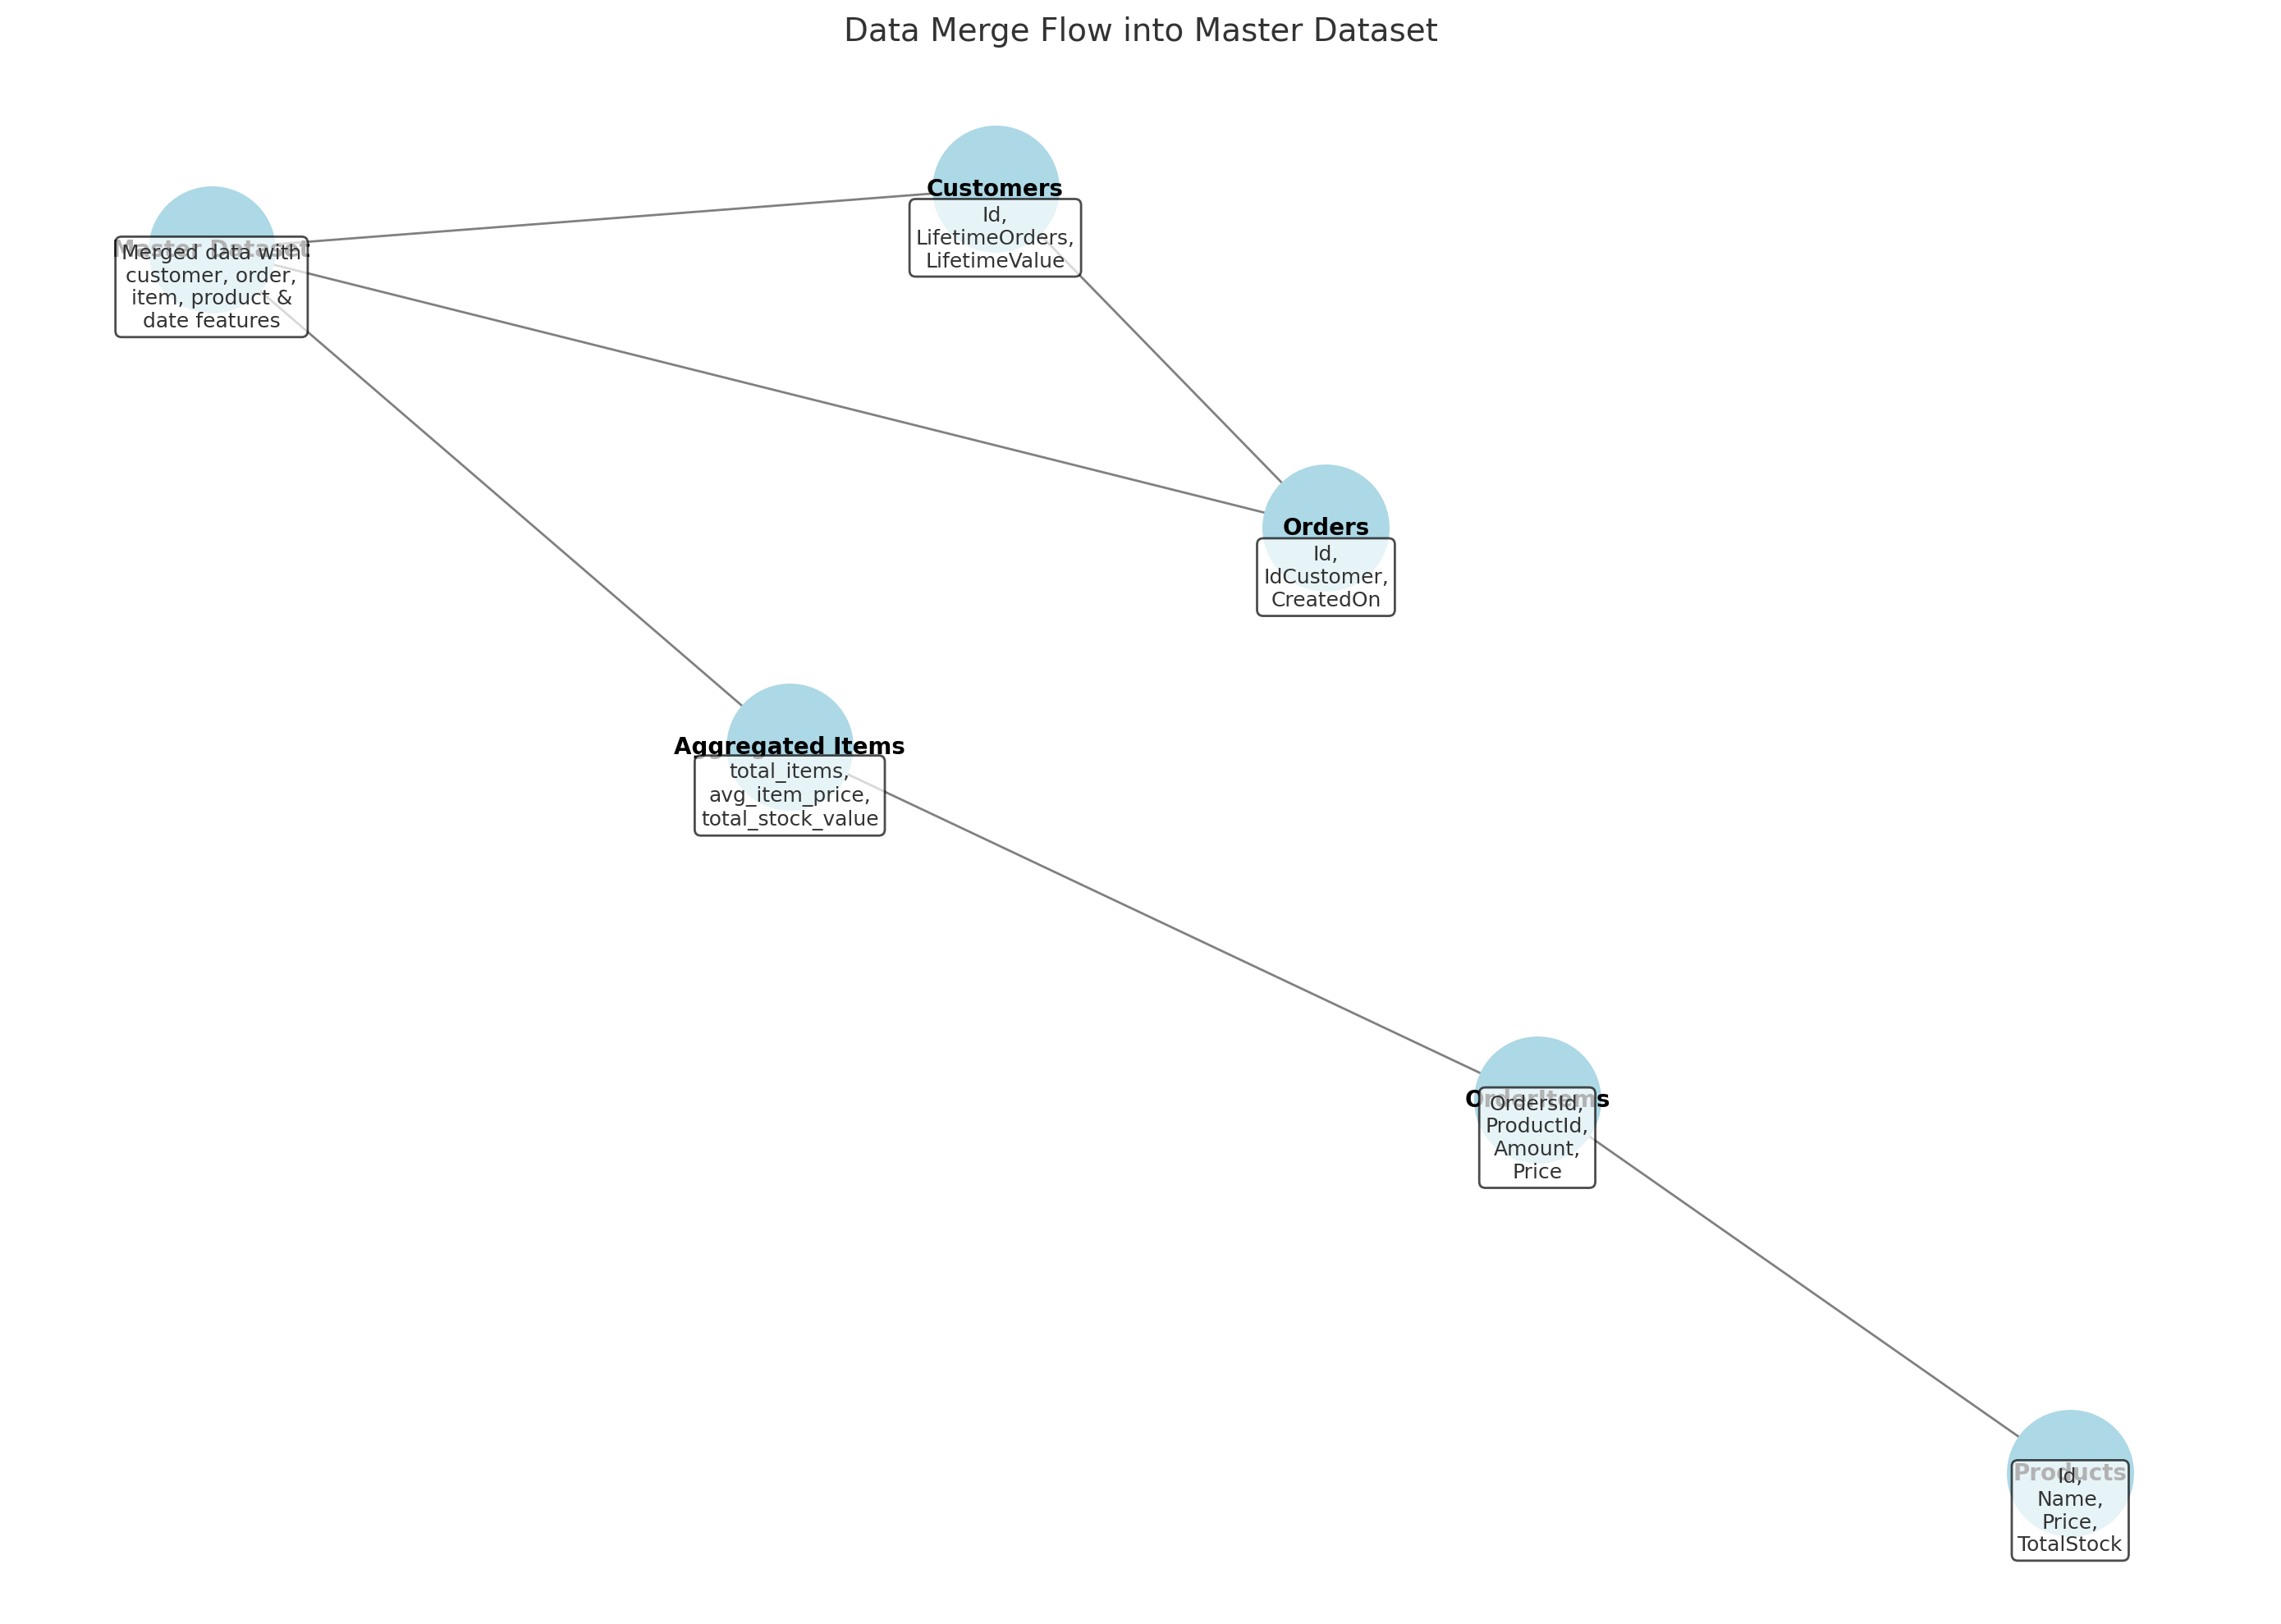 Data Merge Flow into Master Dataset
Customers
Id,
LifetimeOrders,
LifetimeValue
Master Dataset
Merged data with
customer, order,
item, product &
date features
Orders
Id,
IdCustomer,
CreatedOn
Aggregated Items
total_items,
avg_item_price,
total_stock_value
OrderItems
OrdersId,
ProductId,
Amount,
Price
Products
Id,
Name,
Price,
TotalStock